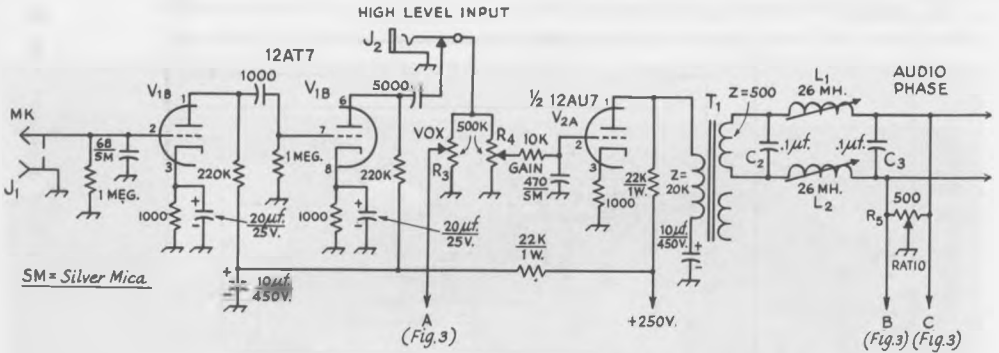 HIGH LEVEL INPUT
J2
12AT7
1000
V1B
1
2
3
MK
J1
68
SM
1 MEG.
1000
20µf.
25V.
220K
1 MEG.
V1B
6
7
8
5000
1000
20µf.
25V.
220K
VOX
R3
500K
R4
GAIN
10K
470
SM
½ 12AU7
V2A
1
2
3
1000
22K
1W.
Z=
20K
10µf.
450V.
T1
Z=500
C2
.1µf.
L1
26 MH.
AUDIO
PHASE
.1µf.
C3
26 MH.
L2
R5
500
RATIO
22K
1W.
SM = Silver Mica
10µf.
450V.
A
(Fig.3)
+250V.
B
(Fig.3)
C
(Fig.3)